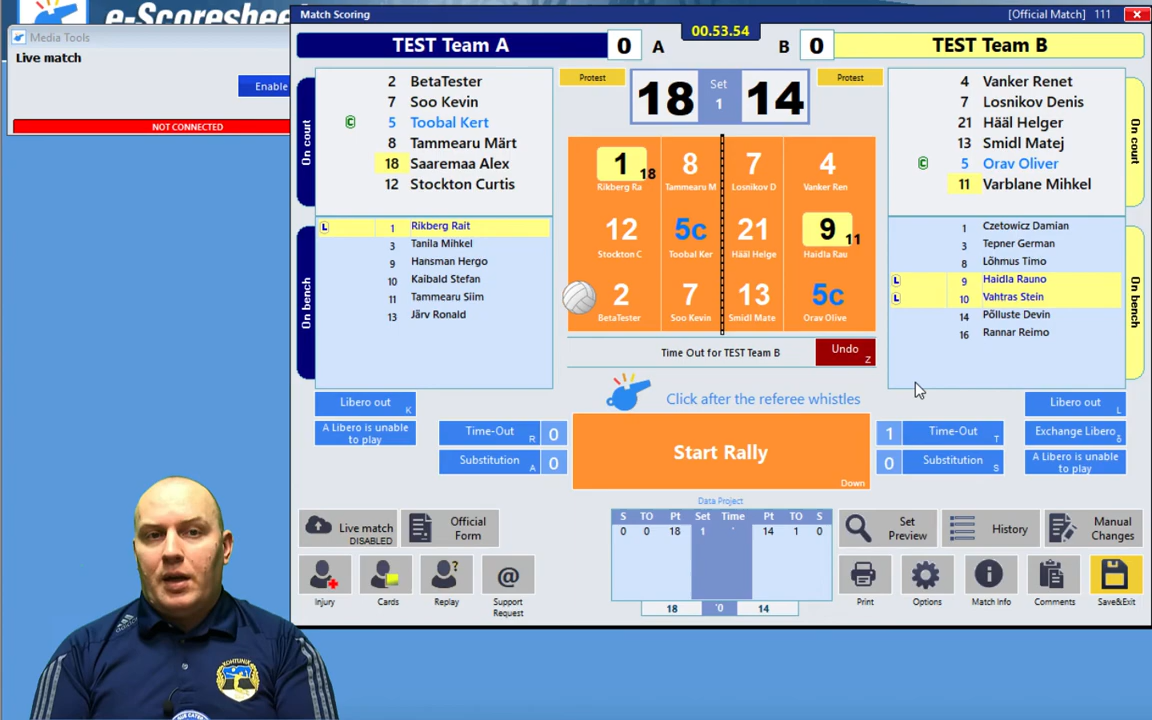 e-Scoreshee
Media Tools
Live match
Enable
NOT CONNECTED
Match Scoring
[Official Match] 111
TEST Team A
0 A
00.53.54
B 0
TEST Team B
On court
2 BetaTester
7 Soo Kevin
C 5 Toobal Kert
8 Tammearu Märt
18 Saaremaa Alex
12 Stockton Curtis
On bench
L 1 Rikberg Rait
3 Tanila Mihkel
9 Hansman Hergo
10 Kaibald Stefan
11 Tammearu Siim
13 Järv Ronald
Protest
18
Set
1
14
Protest
1 18 8 7 4
Rikberg Ra Tammearu M Losnikov D Vanker Ren
12 5c 21 9 11
Stockton C Toobal Ker Hääl Helge Haidla Rau
2 7 13 5c
BetaTester Soo Kevin Smidl Mate Orav Olive
Time Out for TEST Team B
Undo
Z
4 Vanker Renet
7 Losnikov Denis
21 Hääl Helger
13 Smidl Matej
C 5 Orav Oliver
11 Varblane Mihkel
On court
1 Czetowicz Damian
3 Tepner German
8 Lõhmus Timo
L 9 Haidla Rauno
L 10 Vahtras Stein
14 Põlluste Devin
16 Rannar Reimo
On bench
Libero out K
A Libero is unable
to play
Time-Out R 0
Substitution A 0
Click after the referee whistles
Start Rally
Down
1 Time-Out T
0 Substitution S
Libero out L
Exchange Libero δ
A Libero is unable
to play
Live match
DISABLED
Official
Form
Injury
Cards
?
Replay
@
Support
Request
Data Project
S TO Pt Set Time Pt TO S
0 0 18 1 ' 14 1 0
18 '0 14
Set
Preview
History
Manual
Changes
Print
Options
Match Info
Comments
Save&Exit